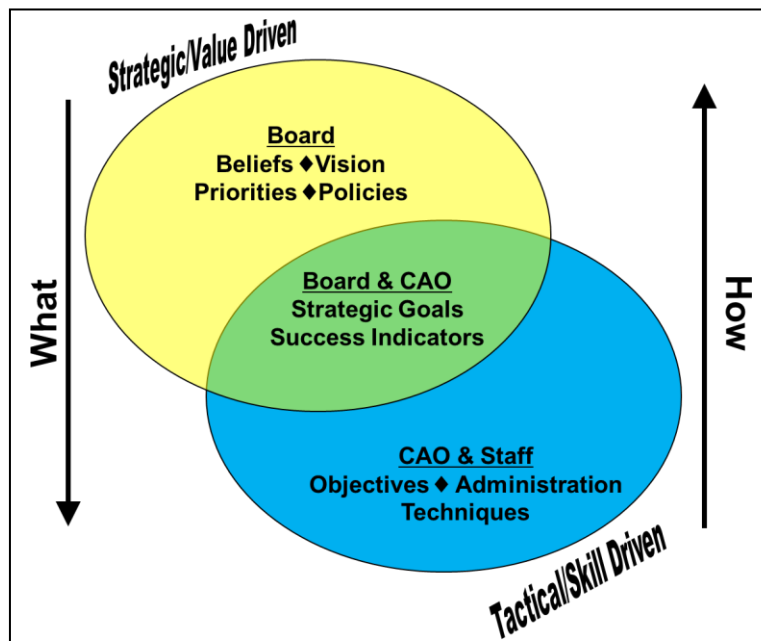 Strategic/Value Driven
Board
Beliefs ♦Vision
Priorities ♦Policies
What
Board & CAO
Strategic Goals
Success Indicators
How
CAO & Staff
Objectives ♦ Administration
Techniques
Tactical/Skill Driven